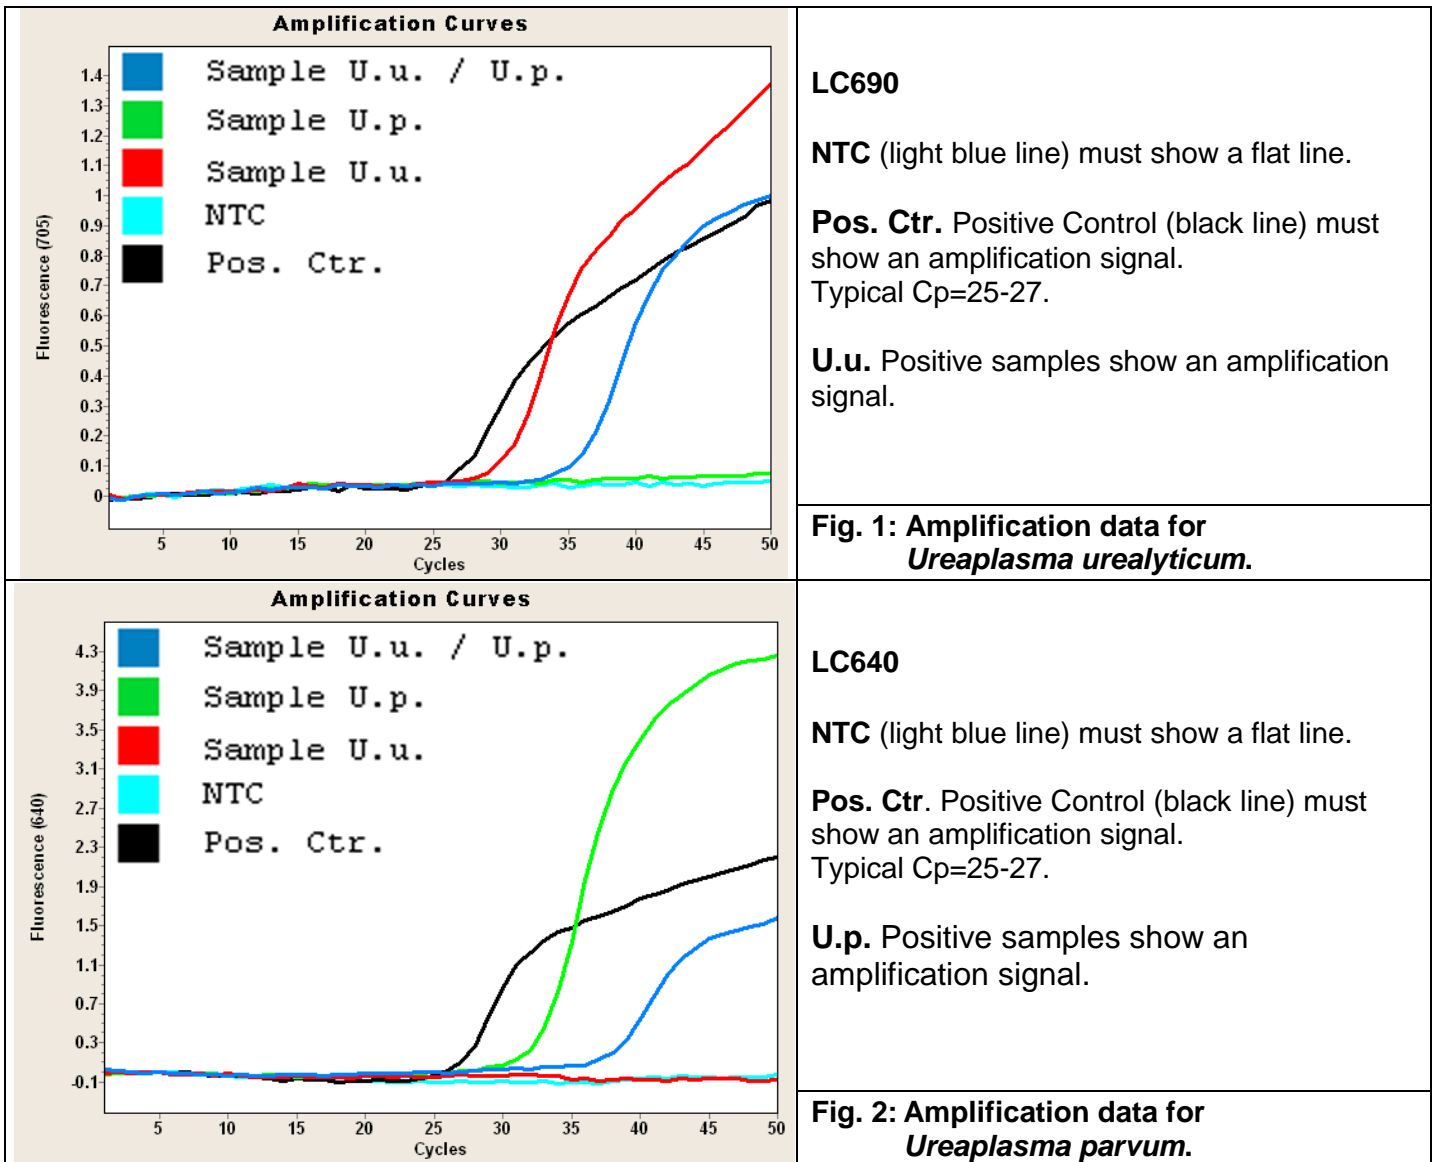 Amplification Curves
Sample U.u. / U.p.
Sample U.p.
Sample U.u.
NTC
Pos. Ctr.
Fluorescence (705)
1.4
1.3
1.2
1.1
1
0.9
0.8
0.7
0.6
0.5
0.4
0.3
0.2
0.1
0
5 10 15 20 25 30 35 40 45 50
Cycles
LC690
NTC (light blue line) must show a flat line.
Pos. Ctr. Positive Control (black line) must
show an amplification signal.
Typical Cp=25-27.
U.u. Positive samples show an amplification
signal.
Fig. 1: Amplification data for
Ureaplasma urealyticum.
Amplification Curves
Sample U.u. / U.p.
Sample U.p.
Sample U.u.
NTC
Pos. Ctr.
Fluorescence (640)
4.3
3.9
3.5
3.1
2.7
2.3
1.9
1.5
1.1
0.7
0.3
-0.1
5 10 15 20 25 30 35 40 45 50
Cycles
LC640
NTC (light blue line) must show a flat line.
Pos. Ctr. Positive Control (black line) must
show an amplification signal.
Typical Cp=25-27.
U.p. Positive samples show an
amplification signal.
Fig. 2: Amplification data for
Ureaplasma parvum.